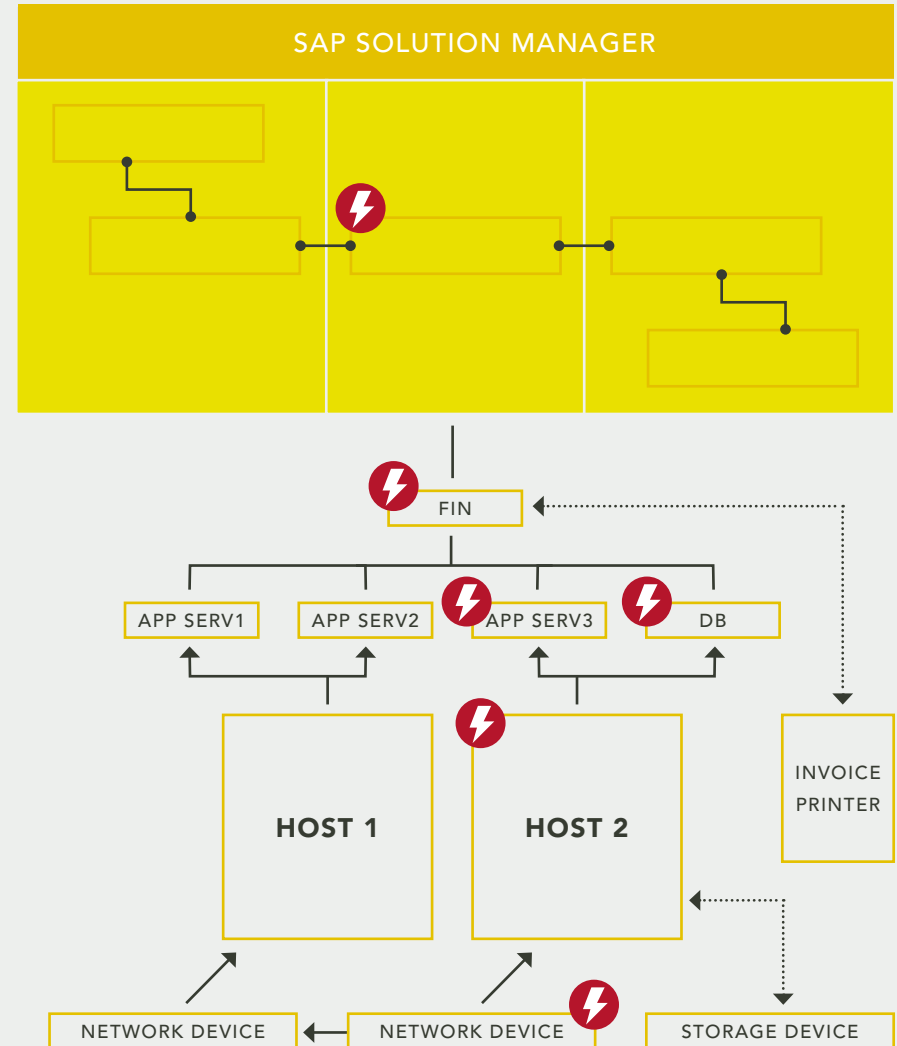 SAP SOLUTION MANAGER
FIN
APP SERV1
APP SERV2
APP SERV3
DB
HOST 1
HOST 2
INVOICE
PRINTER
NETWORK DEVICE
NETWORK DEVICE
STORAGE DEVICE